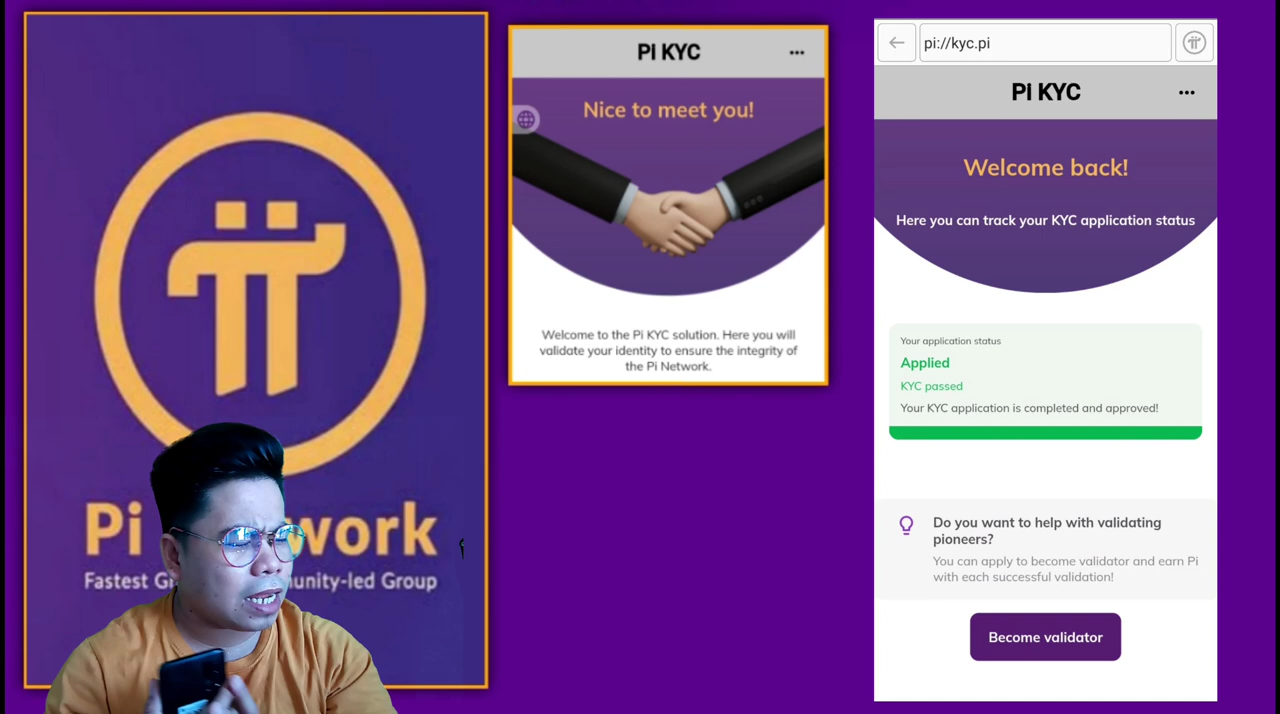 Pi work
Fastest G unity-led Group
PI KYC
Nice to meet you!
Welcome to the Pi KYC solution. Here you will
validate your identity to ensure the integrity of
the Pi Network.
pi://kyc.pi
Pi KYC
Welcome back!
Here you can track your KYC application status
Your application status
Applied
KYC passed
Your KYC application is completed and approved!
Do you want to help with validating
pioneers?
You can apply to become validator and earn Pi
with each successful validation!
Become validator